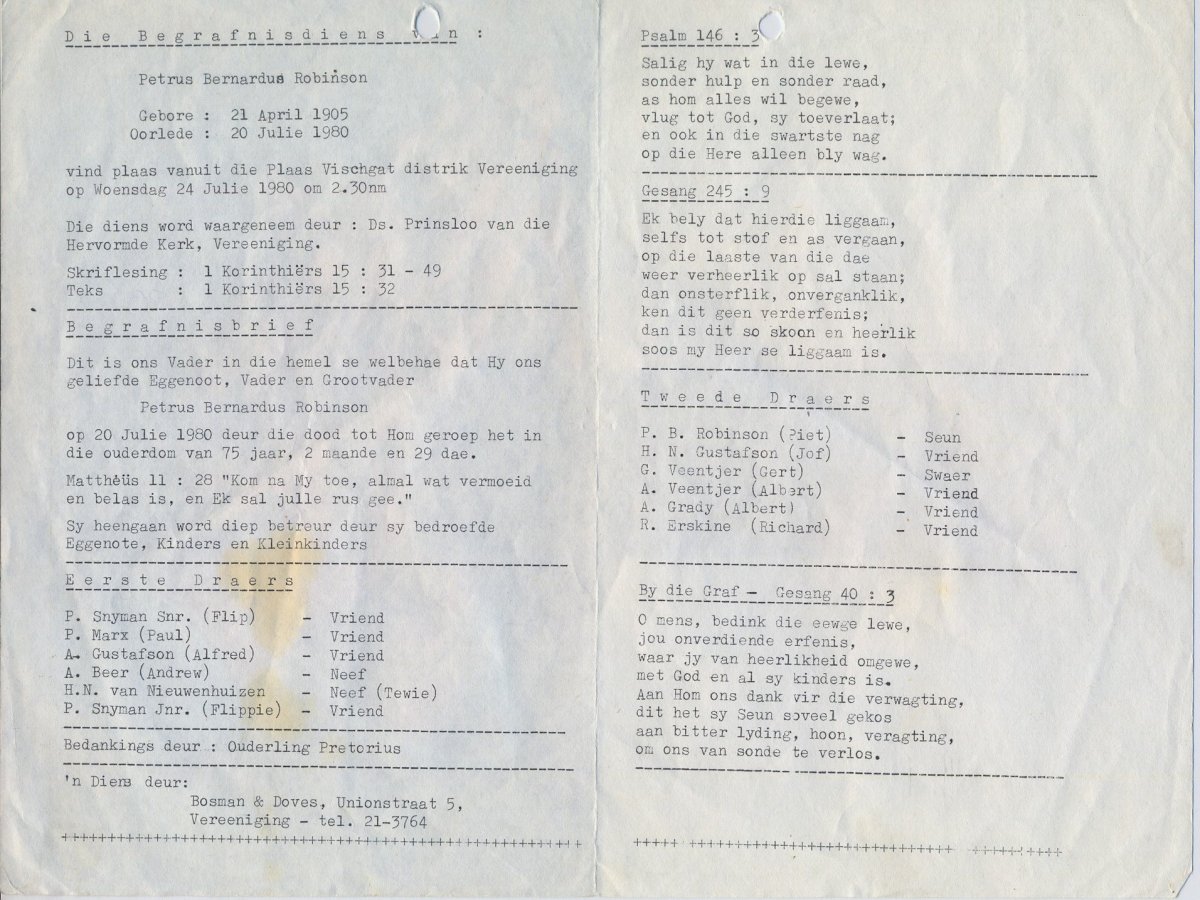 D i e   B e g r a f n i s d i e n s   v a n :
Petrus Bernardus Robinson
Gebore : 21 April 1905
Oorlede : 20 Julie 1980
vind plaas vanuit die Plaas Vischgat distrik Vereeniging
op Woensdag 24 Julie 1980 om 2.30nm
Die diens word waargeneem deur : Ds. Prinsloo van die
Hervormde Kerk, Vereeniging.
Skriflesing : 1 Korinthiërs 15 : 31 - 49
Teks : 1 Korinthiërs 15 : 32
B e g r a f n i s b r i e f
Dit is ons Vader in die hemel se welbehae dat Hy ons
geliefde Eggenoot, Vader en Grootvader
Petrus Bernardus Robinson
op 20 Julie 1980 deur die dood tot Hom geroep het in
die ouderdom van 75 jaar, 2 maande en 29 dae.
Matthéüs 11 : 28 "Kom na My toe, almal wat vermoeid
en belas is, en Ek sal julle rus gee."
Sy heengaan word diep betreur deur sy bedroefde
Eggenote, Kinders en Kleinkinders
E e r s t e   D r a e r s
P. Snyman Snr. (Flip) - Vriend
P. Marx (Paul) - Vriend
A. Gustafson (Alfred) - Vriend
A. Beer (Andrew) - Neef
H.N. van Nieuwenhuizen - Neef (Tewie)
P. Snyman Jnr. (Flippie) - Vriend
Bedankings deur : Ouderling Pretorius
'n Diens deur:
Bosman & Doves, Unionstraat 5,
Vereeniging - tel. 21-3764
+++++++++++++++++++++++++++++++++++++++++++++++++++++++++
Psalm 146 : 3
Salig hy wat in die lewe,
sonder hulp en sonder raad,
as hom alles wil begewe,
vlug tot God, sy toeverlaat;
en ook in die swartste nag
op die Here alleen bly wag.
Gesang 245 : 9
Ek bely dat hierdie liggaam,
selfs tot stof en as vergaan,
op die laaste van die dae
weer verheerlik op sal staan;
dan onsterflik, onverganklik,
ken dit geen verderfenis;
dan is dit so skoon en heerlik
soos my Heer se liggaam is.
T w e e d e   D r a e r s
P. B. Robinson (Piet) - Seun
H. N. Gustafson (Jof) - Vriend
G. Veentjer (Gert) - Swaer
A. Veentjer (Albert) - Vriend
A. Grady (Albert) - Vriend
R. Erskine (Richard) - Vriend
By die Graf - Gesang 40 : 3
O mens, bedink die eewge lewe,
jou onverdiende erfenis,
waar jy van heerlikheid omgewe,
met God en al sy kinders is.
Aan Hom ons dank vir die verwagting,
dit het sy Seun soveel gekos
aan bitter lyding, hoon, veragting,
om ons van sonde te verlos.
+++++ ++++++++++++++++++++++++++++++ ++++++++++